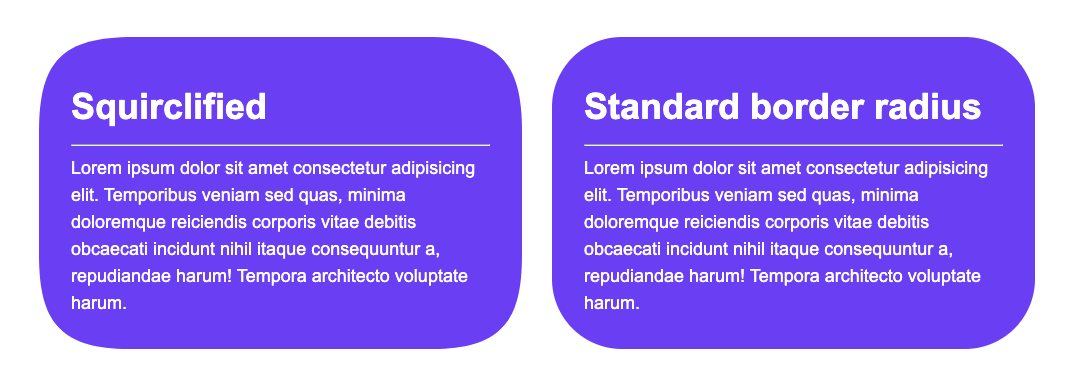 Squirclified
Lorem ipsum dolor sit amet consectetur adipisicing
elit. Temporibus veniam sed quas, minima
doloremque reiciendis corporis vitae debitis
obcaecati incidunt nihil itaque consequuntur a,
repudiandae harum! Tempora architecto voluptate
harum.
Standard border radius
Lorem ipsum dolor sit amet consectetur adipisicing
elit. Temporibus veniam sed quas, minima
doloremque reiciendis corporis vitae debitis
obcaecati incidunt nihil itaque consequuntur a,
repudiandae harum! Tempora architecto voluptate
harum.